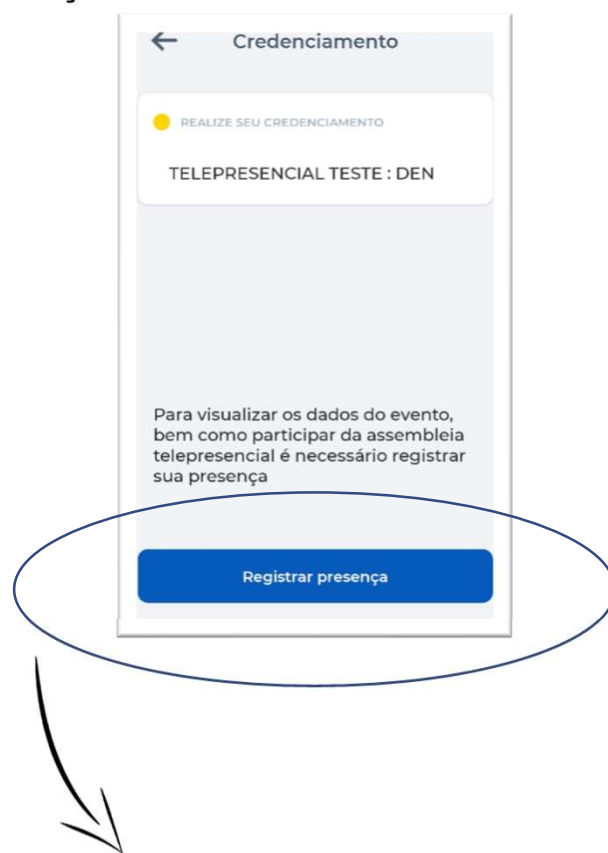 Credenciamento
REALIZE SEU CREDENCIAMENTO
TELEPRESENCIAL TESTE : DEN
Para visualizar os dados do evento,
bem como participar da assembleia
telepresencial é necessário registrar
sua presença
Registrar presença